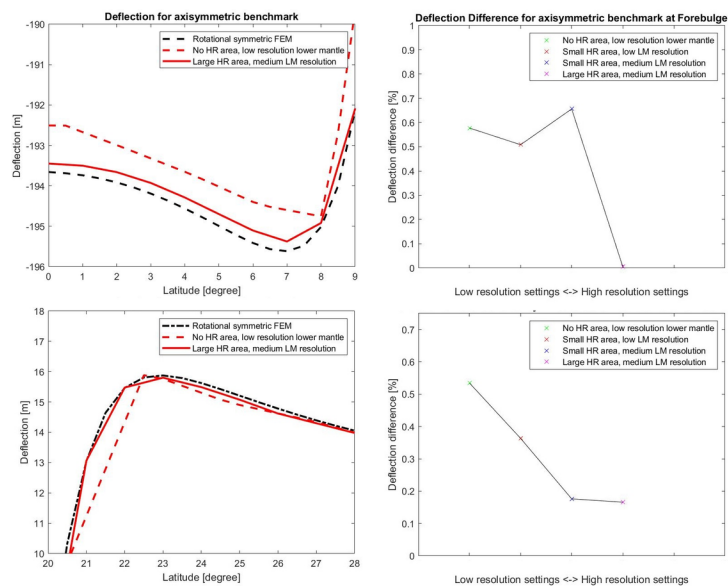 Deflection for axisymmetric benchmark
-190
-191
-192
-193
-194
-195
-196
Deflection [m]
Rotational symmetric FEM
No HR area, low resolution lower mantle
Large HR area, medium LM resolution
0 1 2 3 4 5 6 7 8 9
Latitude [degree]
Deflection Difference for axisymmetric benchmark at Forebulge
1
0.9
0.8
0.7
0.6
0.5
0.4
0.3
0.2
0.1
0
Deflection difference [%]
No HR area, low resolution lower mantle
Small HR area, low LM resolution
Small HR area, medium LM resolution
Large HR area, medium LM resolution
Low resolution settings <-> High resolution settings
18
17
16
15
14
13
12
11
10
Deflection [m]
Rotational symmetric FEM
No HR area, low resolution lower mantle
Large HR area, medium LM resolution
20 21 22 23 24 25 26 27 28
Latitude [degree]
0.7
0.6
0.5
0.4
0.3
0.2
0.1
0
Deflection difference [%]
No HR area, low resolution lower mantle
Small HR area, low LM resolution
Small HR area, medium LM resolution
Large HR area, medium LM resolution
Low resolution settings <-> High resolution settings